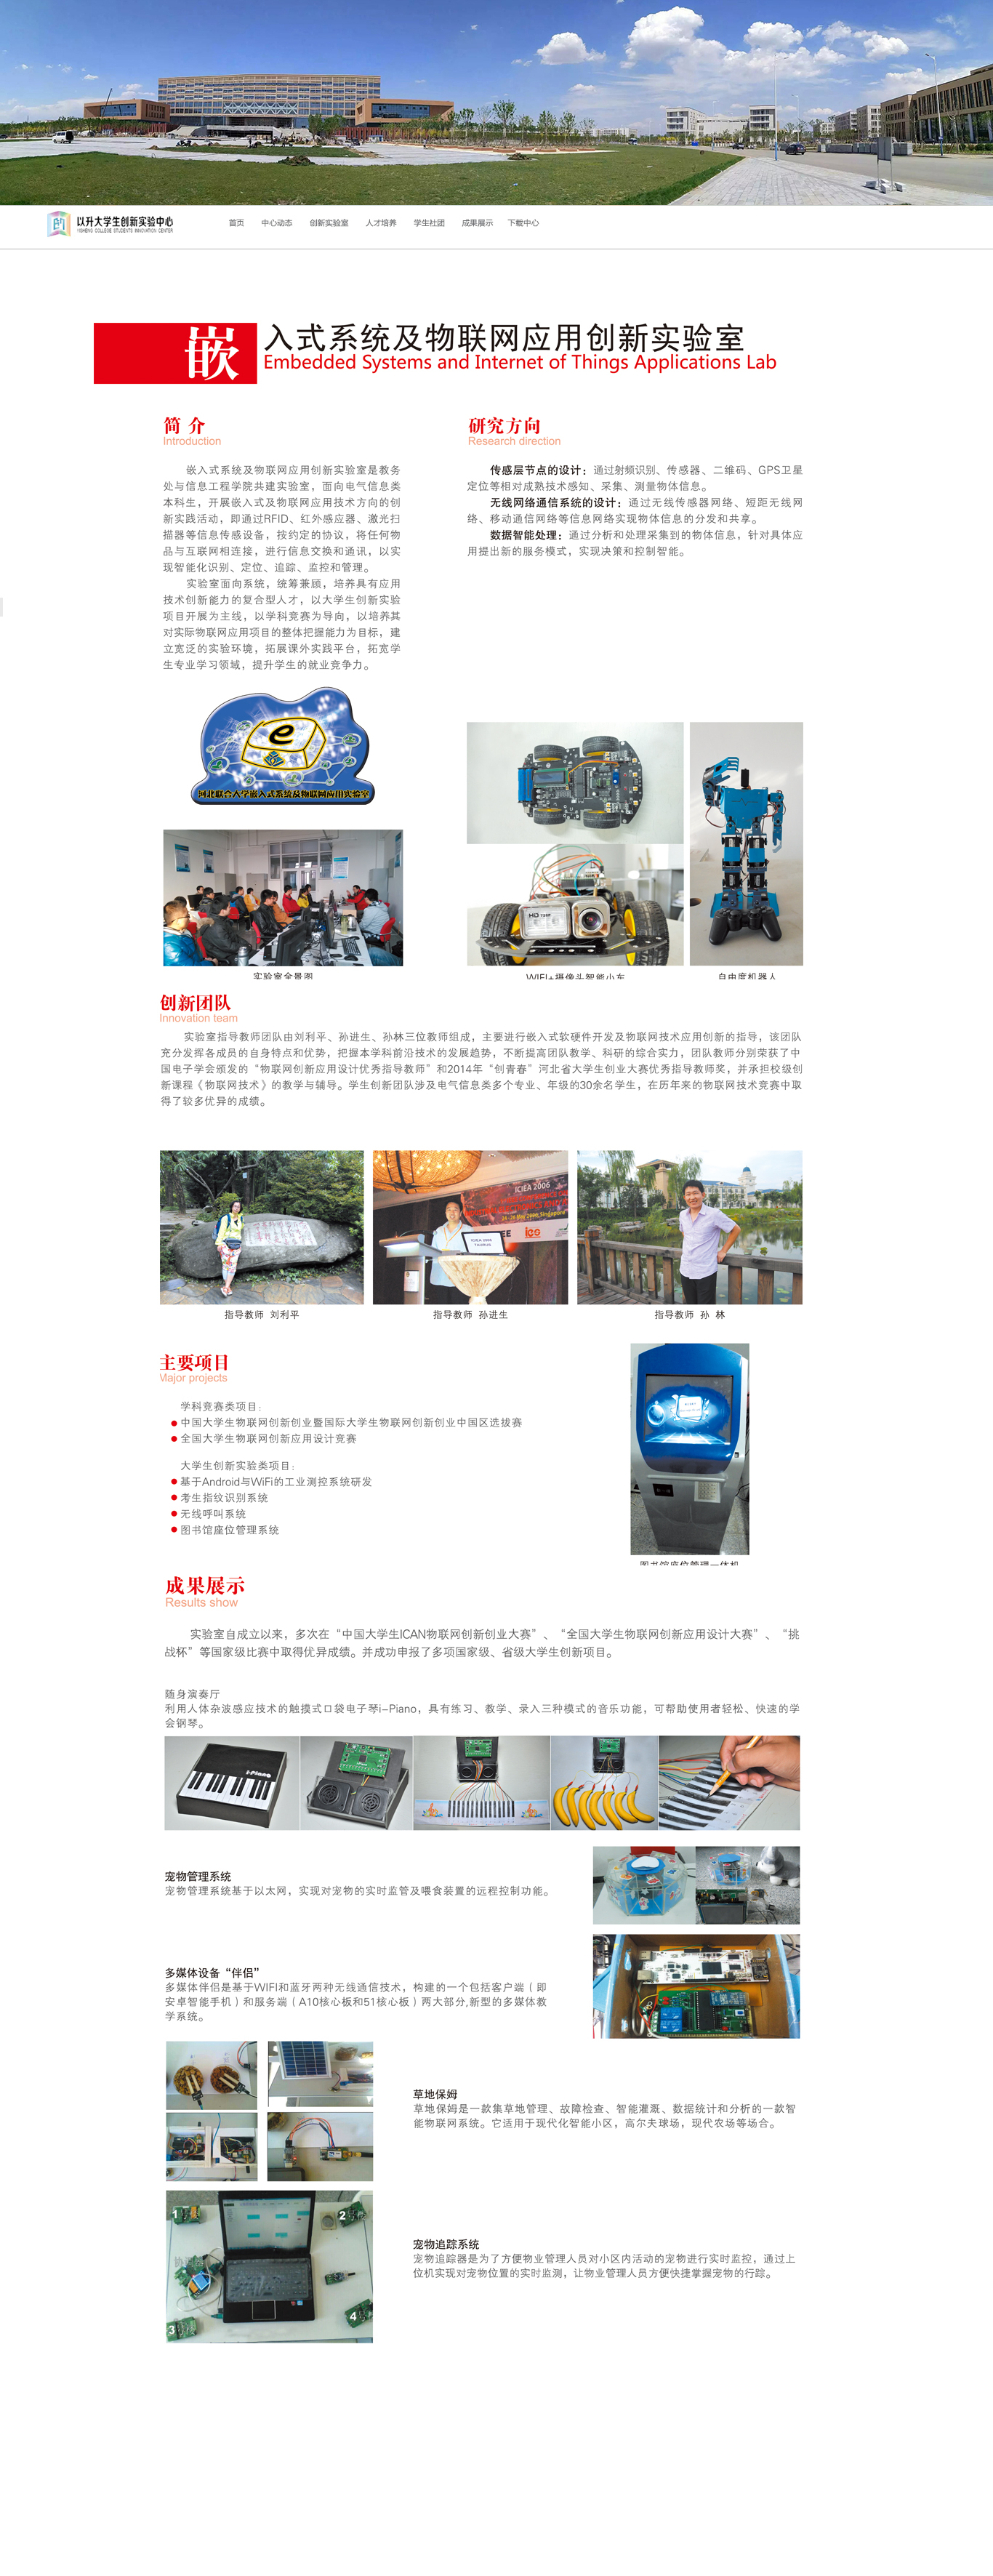 以升大学生创新实验中心
YISHENG COLLEGE STUDENTS INNOVATION CENTER
首页 中心动态 创新实验室 人才培养 学生社团 成果展示 下载中心
嵌入式系统及物联网应用创新实验室
Embedded Systems and Internet of Things Applications Lab
简 介
Introduction
嵌入式系统及物联网应用创新实验室是教务
处与信息工程学院共建实验室，面向电气信息类
本科生，开展嵌入式及物联网应用技术方向的创
新实践活动，即通过RFID、红外感应器、激光扫
描器等信息传感设备，按约定的协议，将任何物
品与互联网相连接，进行信息交换和通讯，以实
现智能化识别、定位、追踪、监控和管理。
实验室面向系统，统筹兼顾，培养具有应用
技术创新能力的复合型人才，以大学生创新实验
项目开展为主线，以学科竞赛为导向，以培养其
对实际物联网应用项目的整体把握能力为目标，建
立宽泛的实验环境，拓展课外实践平台，拓宽学
生专业学习领域，提升学生的就业竞争力。
河北联合大学嵌入式系统及物联网应用实验室
实验室全景图
研究方向
Research direction
传感层节点的设计：通过射频识别、传感器、二维码、GPS卫星
定位等相对成熟技术感知、采集、测量物体信息。
无线网络通信系统的设计：通过无线传感器网络、短距无线网
络、移动通信网络等信息网络实现物体信息的分发和共享。
数据智能处理：通过分析和处理采集到的物体信息，针对具体应
用提出新的服务模式，实现决策和控制智能。
WIFI+摄像头智能小车
自由度机器人
创新团队
Innovation team
实验室指导教师团队由刘利平、孙进生、孙林三位教师组成，主要进行嵌入式软硬件开发及物联网技术应用创新的指导，该团队
充分发挥各成员的自身特点和优势，把握本学科前沿技术的发展趋势，不断提高团队教学、科研的综合实力，团队教师分别荣获了中
国电子学会颁发的“物联网创新应用设计优秀指导教师”和2014年“创青春”河北省大学生创业大赛优秀指导教师奖，并承担校级创
新课程《物联网技术》的教学与辅导。学生创新团队涉及电气信息类多个专业、年级的30余名学生，在历年来的物联网技术竞赛中取
得了较多优异的成绩。
ICIEA 2006
指导教师 刘利平
指导教师 孙进生
指导教师 孙 林
主要项目
Major projects
学科竞赛类项目：
中国大学生物联网创新创业暨国际大学生物联网创新创业中国区选拔赛
全国大学生物联网创新应用设计竞赛
大学生创新实验类项目：
基于Android与WiFi的工业测控系统研发
考生指纹识别系统
无线呼叫系统
图书馆座位管理系统
图书馆座位管理一体机
成果展示
Results show
实验室自成立以来，多次在“中国大学生ICAN物联网创新创业大赛”、“全国大学生物联网创新应用设计大赛”、“挑
战杯”等国家级比赛中取得优异成绩。并成功申报了多项国家级、省级大学生创新项目。
随身演奏厅
利用人体杂波感应技术的触摸式口袋电子琴i-Piano，具有练习、教学、录入三种模式的音乐功能，可帮助使用者轻松、快速的学
会钢琴。
i-Piano
宠物管理系统
宠物管理系统基于以太网，实现对宠物的实时监管及喂食装置的远程控制功能。
多媒体设备“伴侣”
多媒体伴侣是基于WIFI和蓝牙两种无线通信技术，构建的一个包括客户端（即
安卓智能手机）和服务端（A10核心板和51核心板）两大部分,新型的多媒体教
学系统。
草地保姆
草地保姆是一款集草地管理、故障检查、智能灌溉、数据统计和分析的一款智
能物联网系统。它适用于现代化智能小区，高尔夫球场，现代农场等场合。
1
2
3
4
宠物追踪系统
宠物追踪器是为了方便物业管理人员对小区内活动的宠物进行实时监控，通过上
位机实现对宠物位置的实时监测，让物业管理人员方便快捷掌握宠物的行踪。